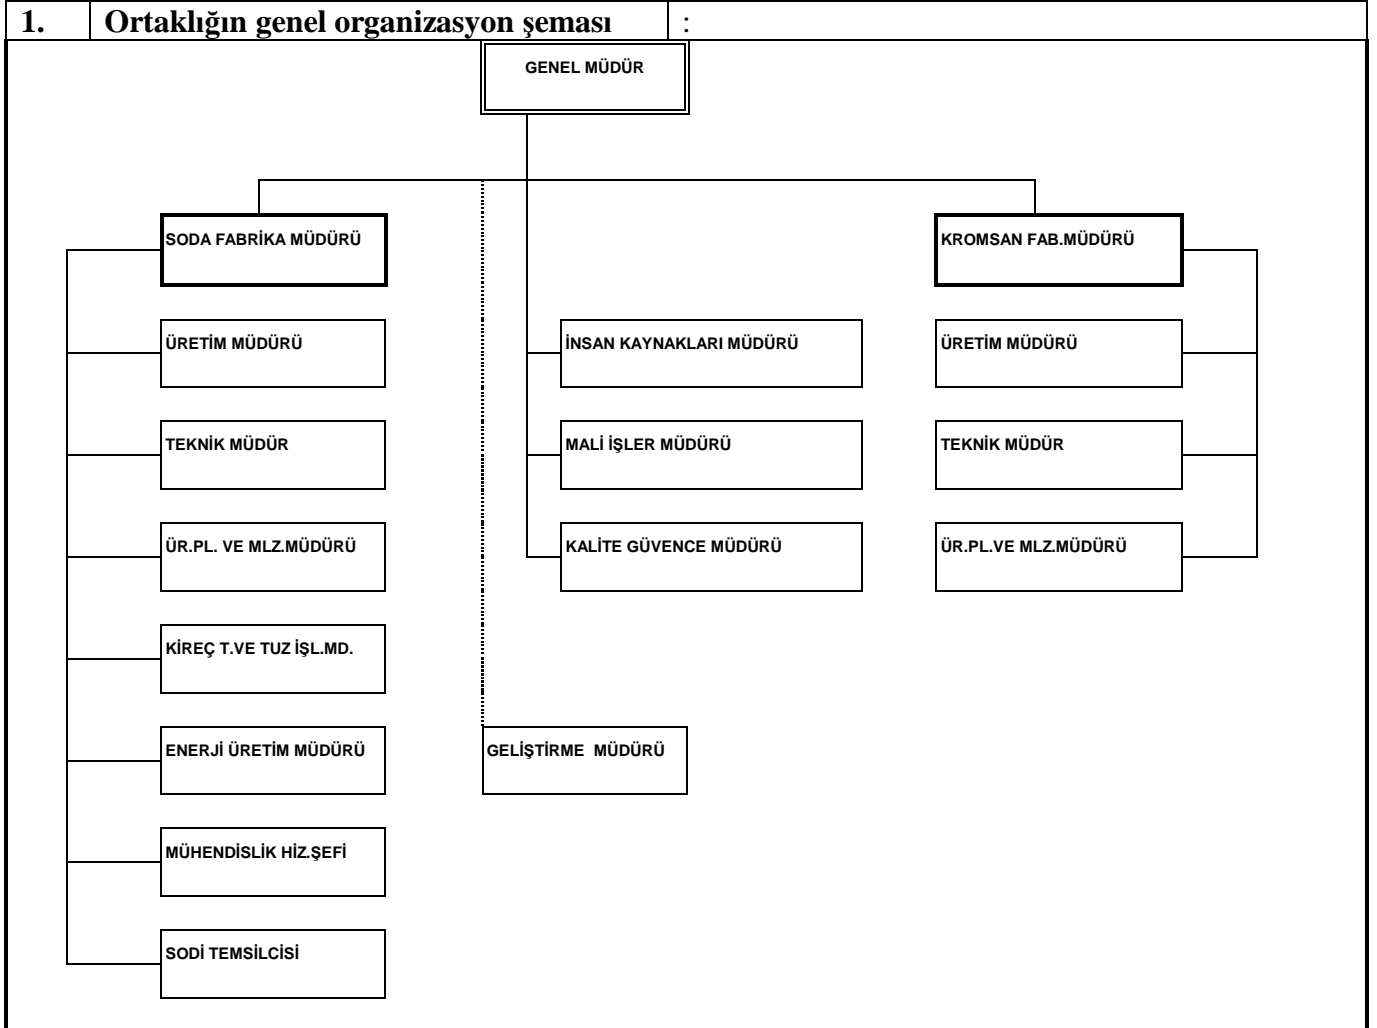 1. Ortaklığın genel organizasyon şeması :
GENEL MÜDÜR
SODA FABRİKA MÜDÜRÜ
KROMSAN FAB.MÜDÜRÜ
ÜRETİM MÜDÜRÜ
İNSAN KAYNAKLARI MÜDÜRÜ
ÜRETİM MÜDÜRÜ
TEKNİK MÜDÜR
MALİ İŞLER MÜDÜRÜ
TEKNİK MÜDÜR
ÜR.PL. VE MLZ.MÜDÜRÜ
KALİTE GÜVENCE MÜDÜRÜ
ÜR.PL.VE MLZ.MÜDÜRÜ
KİREÇ T.VE TUZ İŞL.MD.
ENERJİ ÜRETİM MÜDÜRÜ
GELİŞTİRME MÜDÜRÜ
MÜHENDİSLİK HİZ.ŞEFİ
SODİ TEMSİLCİSİ